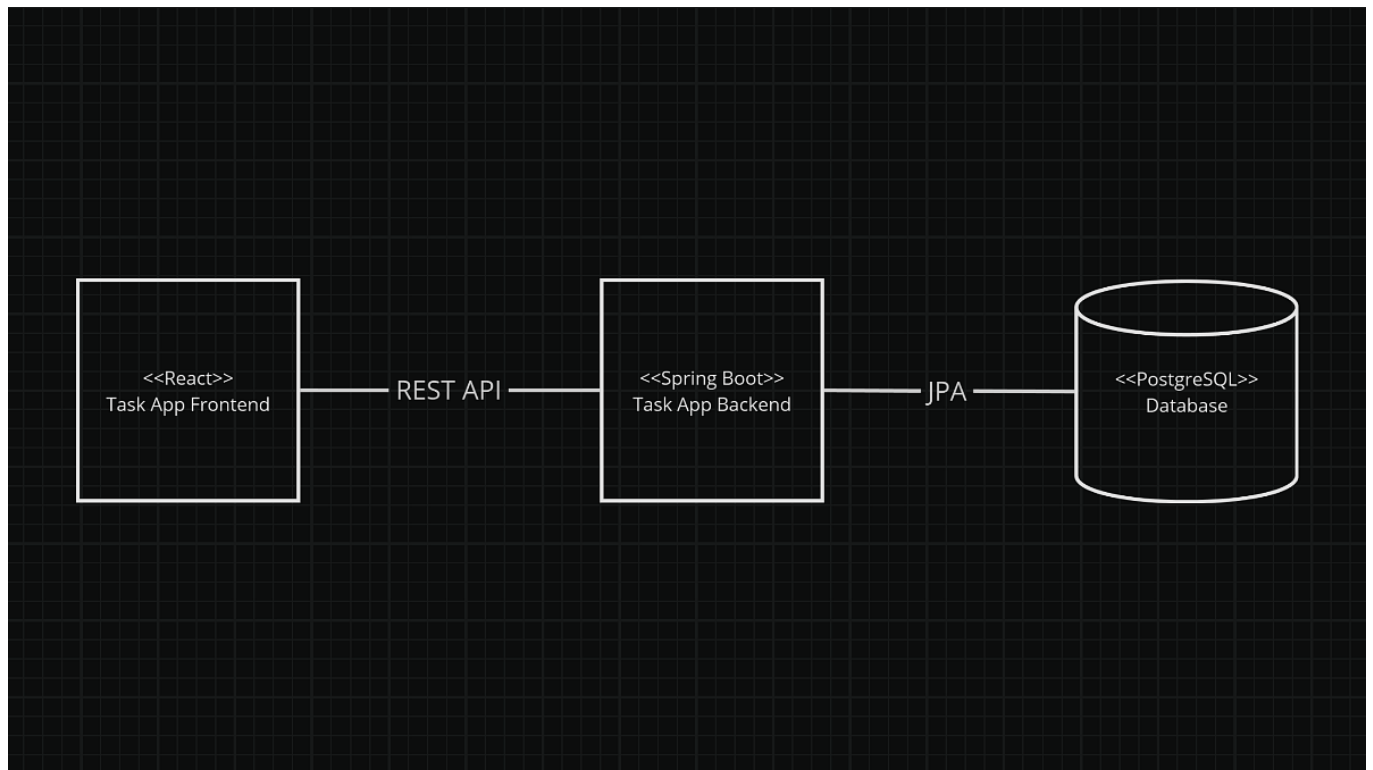 <<React>>
Task App Frontend
REST API
<<Spring Boot>>
Task App Backend
JPA
<<PostgreSQL>>
Database